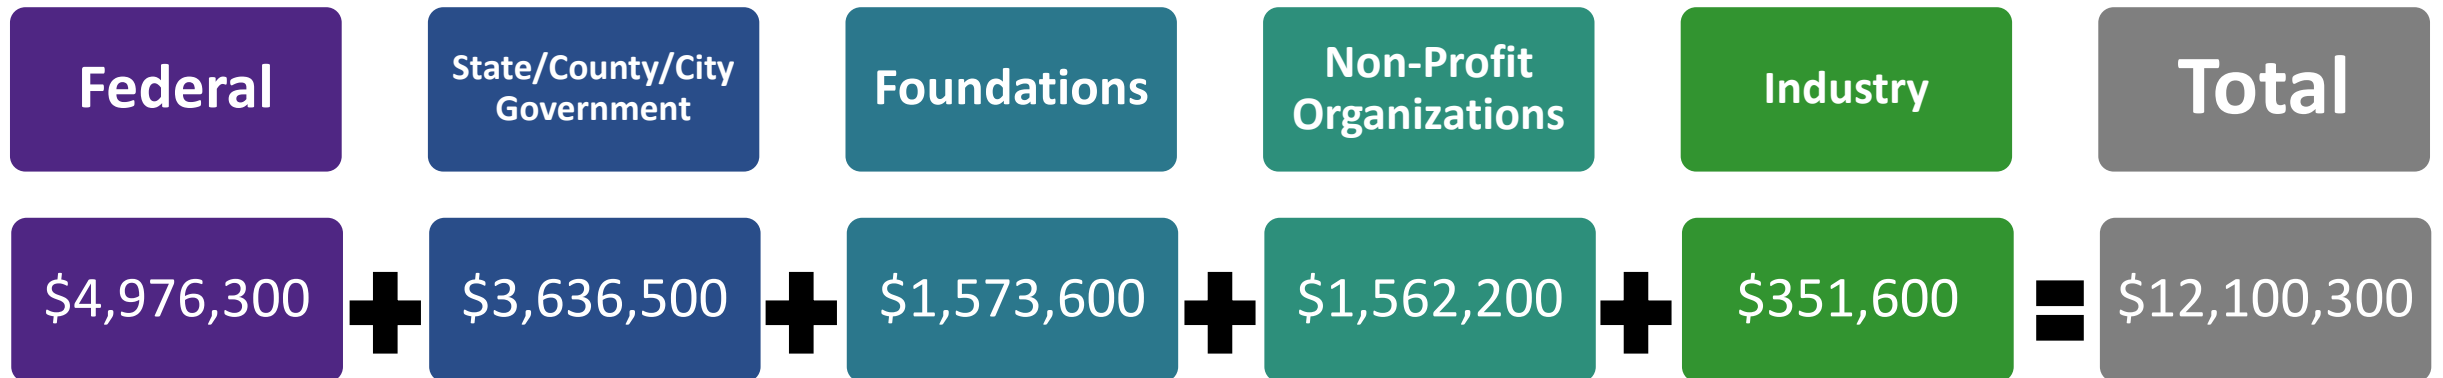 Federal
State/County/City
Government
Foundations
Non-Profit
Organizations
Industry
Total
$4,976,300 + $3,636,500 + $1,573,600 + $1,562,200 + $351,600 = $12,100,300